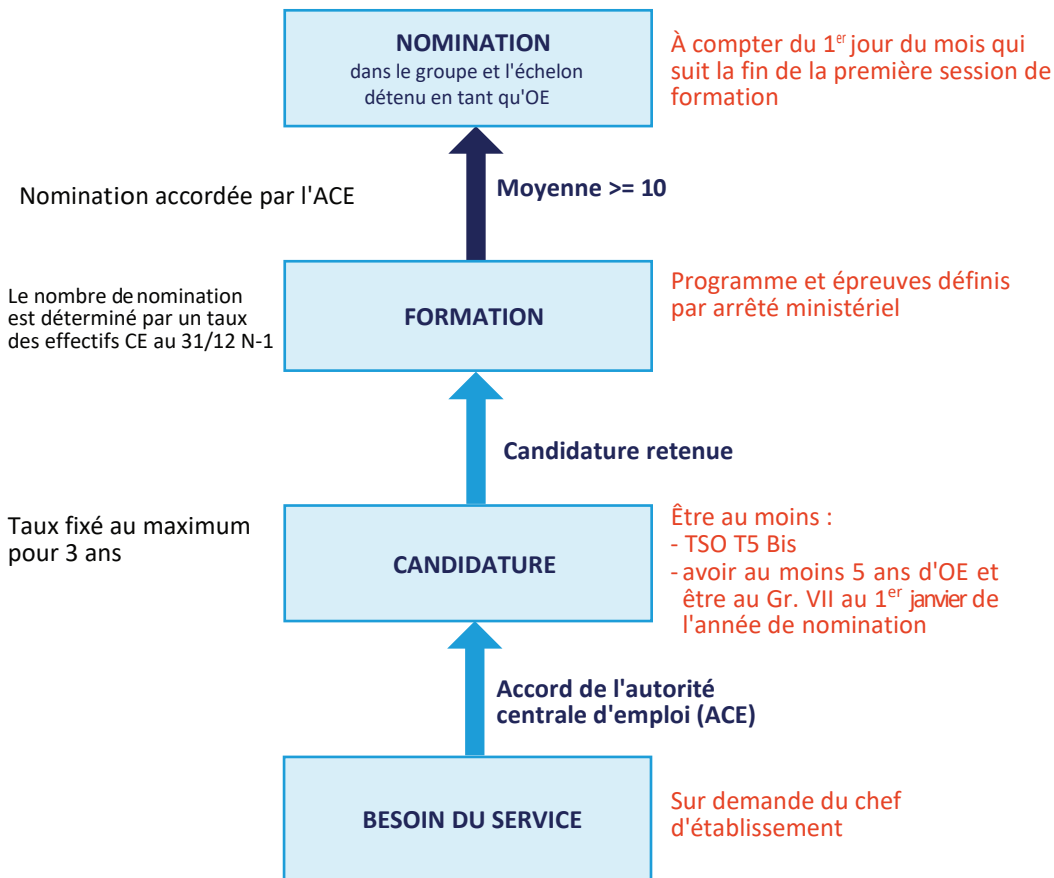 NOMINATION
dans le groupe et l'échelon
détenu en tant qu'OE
À compter du 1er jour du mois qui
suit la fin de la première session de
formation
Nomination accordée par l'ACE
Moyenne >= 10
Le nombre de nomination
est déterminé par un taux
des effectifs CE au 31/12 N-1
FORMATION
Programme et épreuves définis
par arrêté ministériel
Candidature retenue
Taux fixé au maximum
pour 3 ans
CANDIDATURE
Être au moins :
- TSO T5 Bis
- avoir au moins 5 ans d'OE et
être au Gr. VII au 1er janvier de
l'année de nomination
Accord de l'autorité
centrale d'emploi (ACE)
BESOIN DU SERVICE
Sur demande du chef
d'établissement